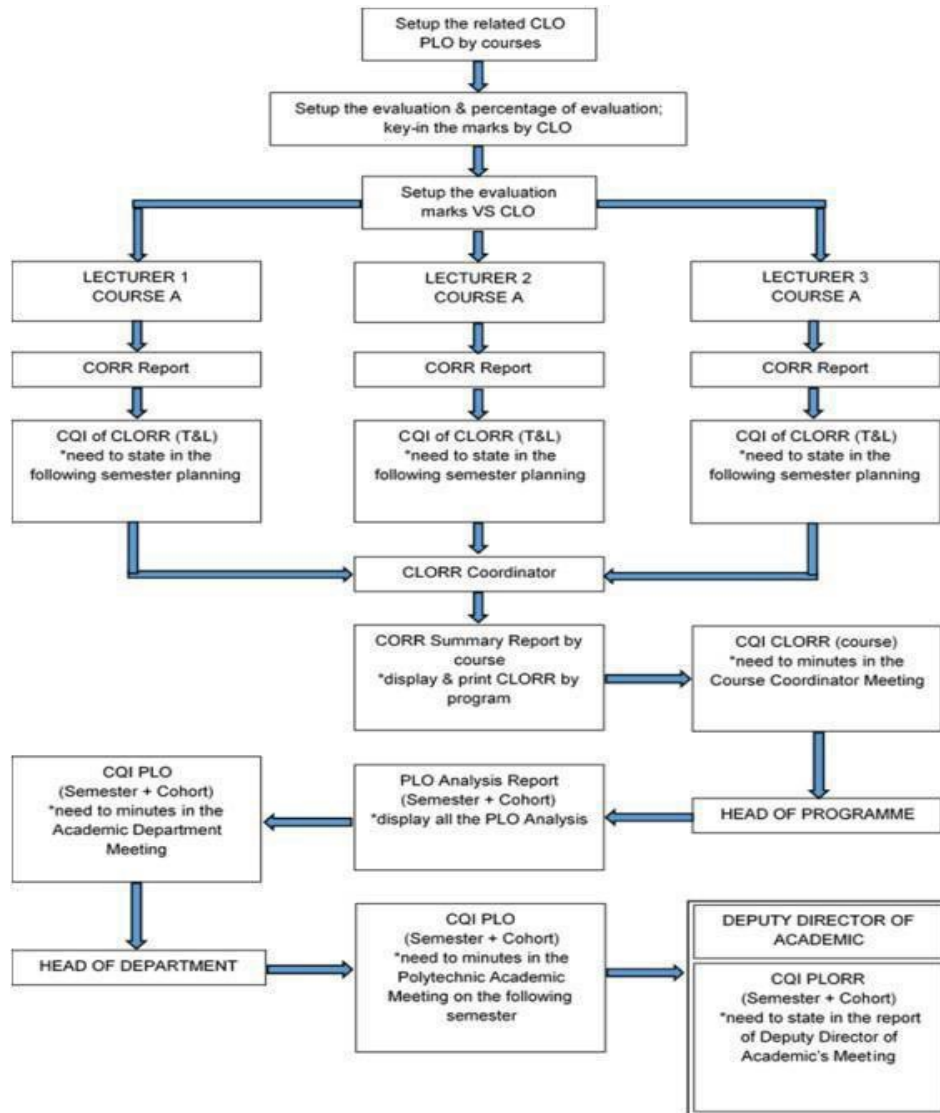 Setup the related CLO
PLO by courses
Setup the evaluation & percentage of evaluation;
key-in the marks by CLO
Setup the evaluation
marks VS CLO
LECTURER 1
COURSE A
LECTURER 2
COURSE A
LECTURER 3
COURSE A
CORR Report
CORR Report
CORR Report
CQI of CLORR (T&L)
*need to state in the
following semester planning
CQI of CLORR (T&L)
*need to state in the
following semester planning
CQI of CLORR (T&L)
*need to state in the
following semester planning
CLORR Coordinator
CORR Summary Report by
course
*display & print CLORR by
program
CQI CLORR (course)
*need to minutes in the
Course Coordinator Meeting
HEAD OF PROGRAMME
PLO Analysis Report
(Semester + Cohort)
*display all the PLO Analysis
CQI PLO
(Semester + Cohort)
*need to minutes in the
Academic Department
Meeting
HEAD OF DEPARTMENT
CQI PLO
(Semester + Cohort)
*need to minutes in the
Polytechnic Academic
Meeting on the following
semester
DEPUTY DIRECTOR OF
ACADEMIC
CQI PLORR
(Semester + Cohort)
*need to state in the report
of Deputy Director of
Academic's Meeting